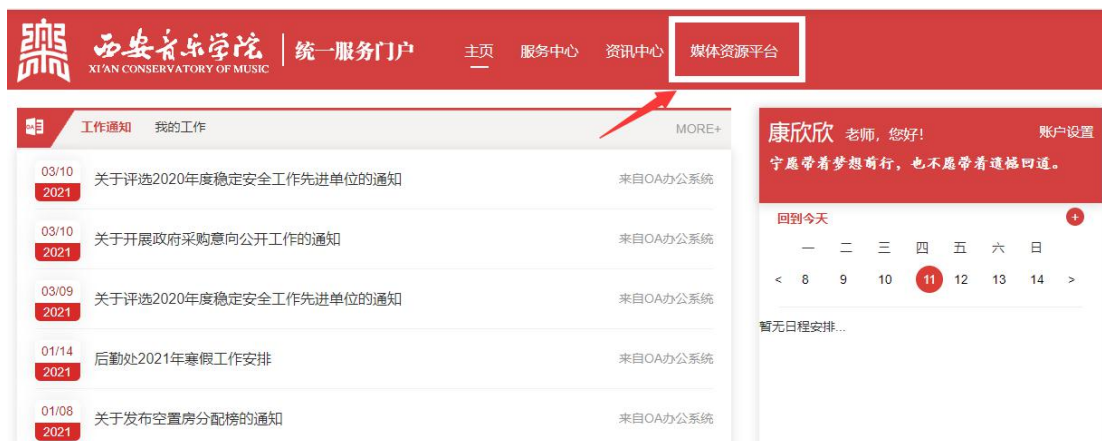 西安音乐学院 统一服务门户 主页 服务中心 资讯中心 媒体资源平台
XI'AN CONSERVATORY OF MUSIC
工作通知 我的工作 MORE+
03/10
2021 关于评选2020年度稳定安全工作先进单位的通知 来自OA办公系统
03/10
2021 关于开展政府采购意向公开工作的通知 来自OA办公系统
03/09
2021 关于评选2020年度稳定安全工作先进单位的通知 来自OA办公系统
01/14
2021 后勤处2021年寒假工作安排 来自OA办公系统
01/08
2021 关于发布空置房分配榜的通知 来自OA办公系统
康欣欣 老师，您好！ 账户设置
宁愿带着梦想前行，也不愿带着遗憾回道。
回到今天 +
一 二 三 四 五 六 日
< 8 9 10 11 12 13 14 >
暂无日程安排...